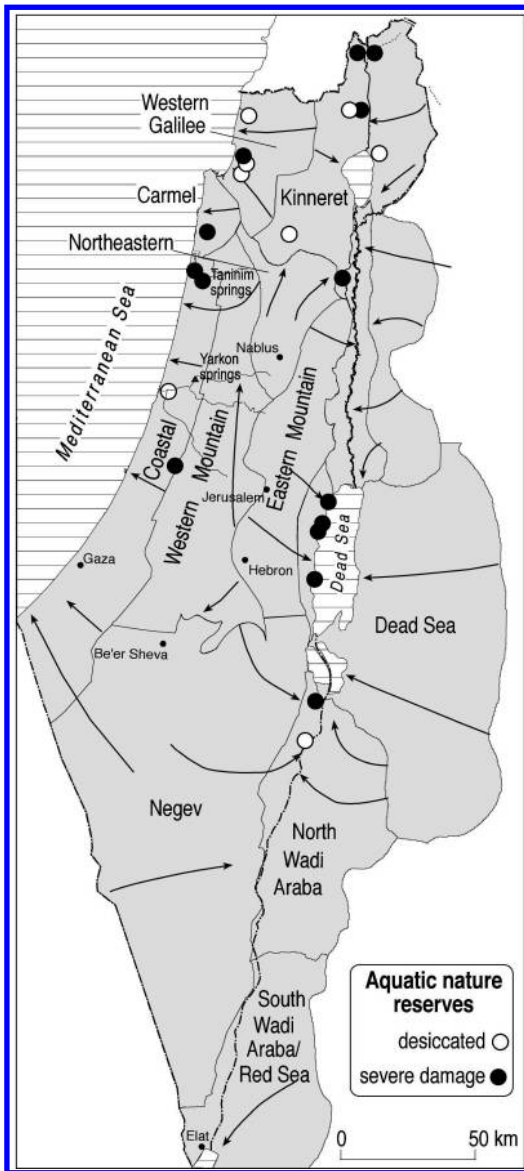 Western
Galilee
Carmel
Kinneret
Northeastern
Taninim
springs
Mediterranean Sea
Nablus
Yarkon
springs
Coastal
Western Mountain
Eastern Mountain
Jerusalem
Gaza
Hebron
Dead Sea
Dead Sea
Be'er Sheva
Negev
North
Wadi
Araba
South
Wadi
Araba/
Red Sea
Elat
Aquatic nature
reserves
desiccated
severe damage
0 50 km